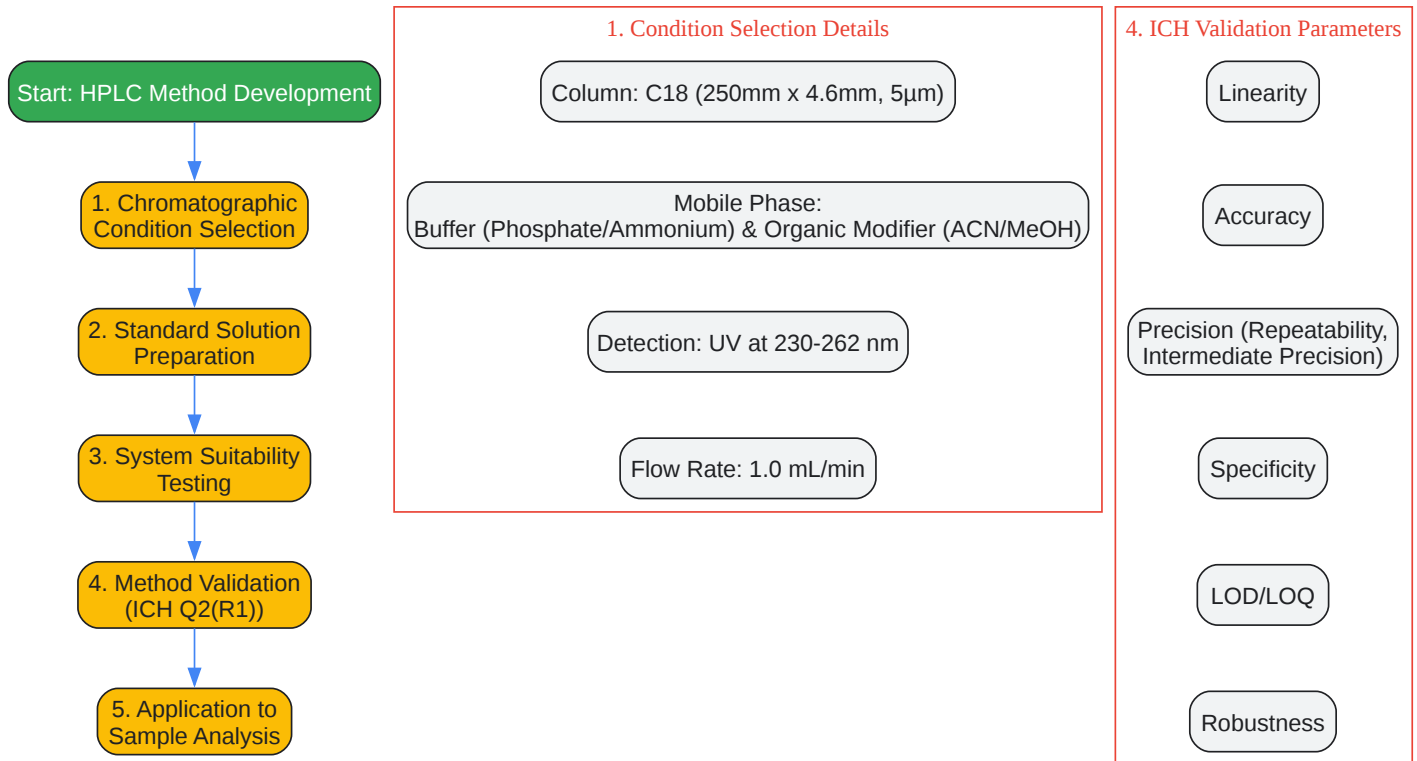 Start: HPLC Method Development
1. Chromatographic
Condition Selection
2. Standard Solution
Preparation
3. System Suitability
Testing
4. Method Validation
(ICH Q2(R1))
5. Application to
Sample Analysis
1. Condition Selection Details
Column: C18 (250mm x 4.6mm, 5µm)
Mobile Phase:
Buffer (Phosphate/Ammonium) & Organic Modifier (ACN/MeOH)
Detection: UV at 230-262 nm
Flow Rate: 1.0 mL/min
4. ICH Validation Parameters
Linearity
Accuracy
Precision (Repeatability,
Intermediate Precision)
Specificity
LOD/LOQ
Robustness